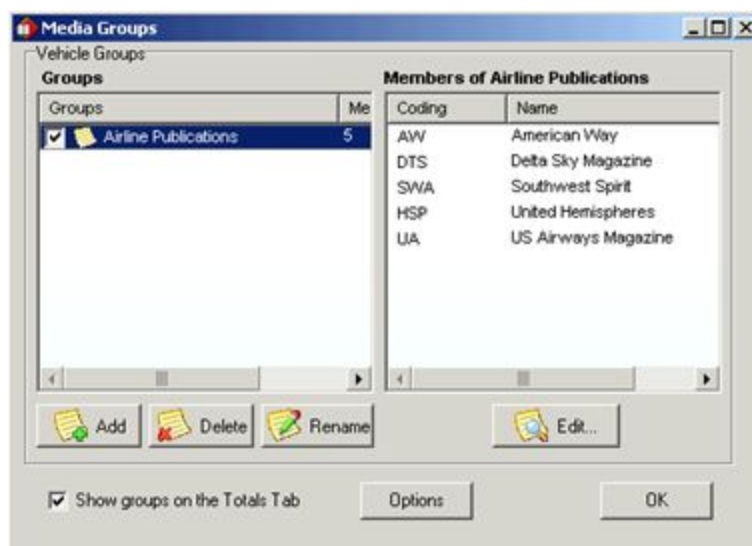 Media Groups
Vehicle Groups
Groups
Members of Airline Publications
Groups Me
Coding Name
Airline Publications 5
AW American Way
DTS Delta Sky Magazine
SWA Southwest Spirit
HSP United Hemispheres
UA US Airways Magazine
Add Delete Rename Edit...
Show groups on the Totals Tab Options OK